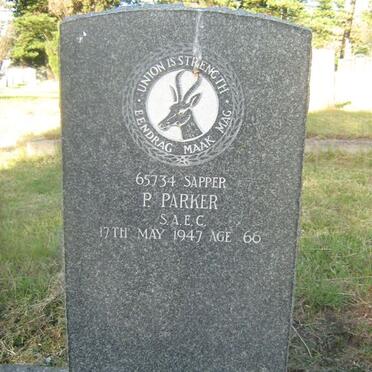 UNION IS STRENGTH
EENDRAG MAAK MAG
65734 SAPPER
P. PARKER
S.A.E.C.
17TH MAY 1947 AGE 66